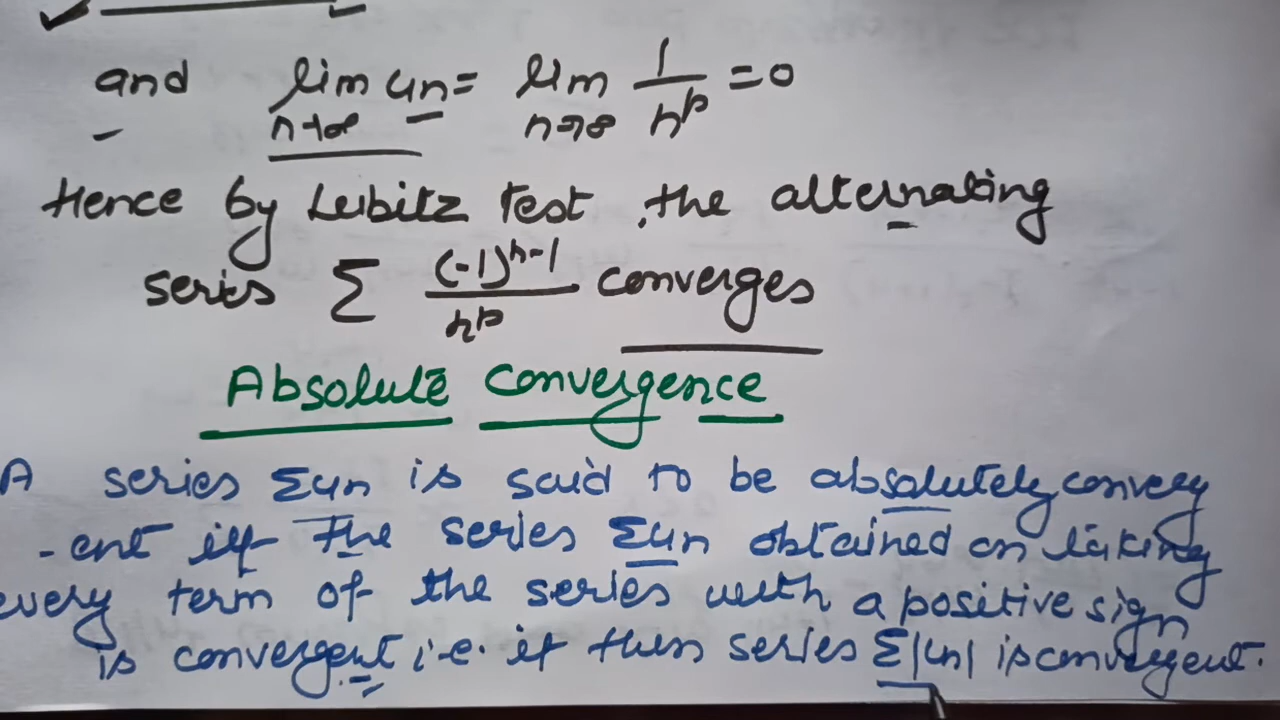 and lim n→∞ un = lim n→∞ 1/n^p = 0
Hence by Leibitz test, the alternating
series Σ (-1)^n-1/n^p converges
Absolute Convergence
A series Σun is said to be absolutely converg
-ent if the series Σun obtained on taking
every term of the series with a positive sign
is convergent i.e. if then series Σ|un| is convergent.